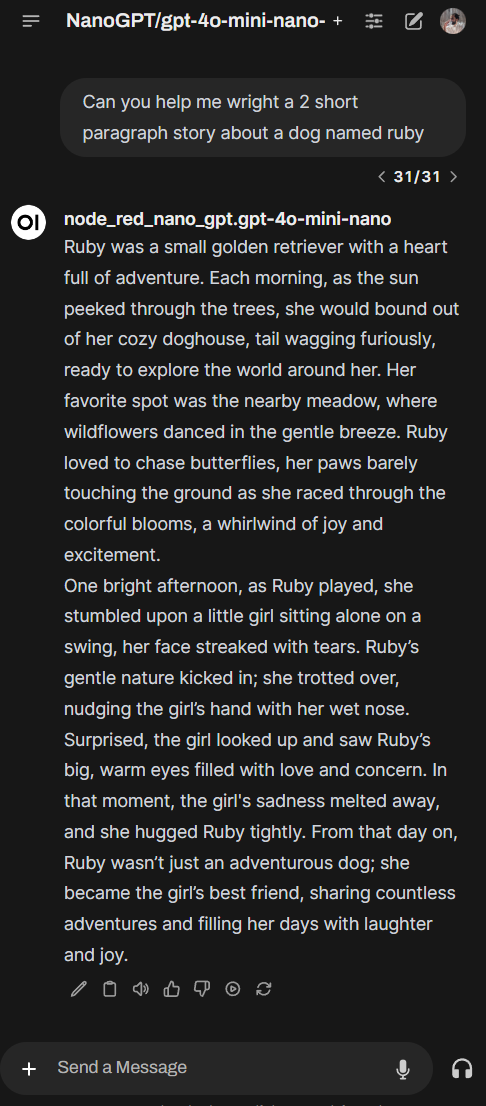 NanoGPT/gpt-4o-mini-nano- +
Can you help me wright a 2 short
paragraph story about a dog named ruby
< 31/31 >
OI
node_red_nano_gpt.gpt-4o-mini-nano
Ruby was a small golden retriever with a heart
full of adventure. Each morning, as the sun
peeked through the trees, she would bound out
of her cozy doghouse, tail wagging furiously,
ready to explore the world around her. Her
favorite spot was the nearby meadow, where
wildflowers danced in the gentle breeze. Ruby
loved to chase butterflies, her paws barely
touching the ground as she raced through the
colorful blooms, a whirlwind of joy and
excitement.
One bright afternoon, as Ruby played, she
stumbled upon a little girl sitting alone on a
swing, her face streaked with tears. Ruby’s
gentle nature kicked in; she trotted over,
nudging the girl’s hand with her wet nose.
Surprised, the girl looked up and saw Ruby’s
big, warm eyes filled with love and concern. In
that moment, the girl's sadness melted away,
and she hugged Ruby tightly. From that day on,
Ruby wasn’t just an adventurous dog; she
became the girl’s best friend, sharing countless
adventures and filling her days with laughter
and joy.
+ Send a Message